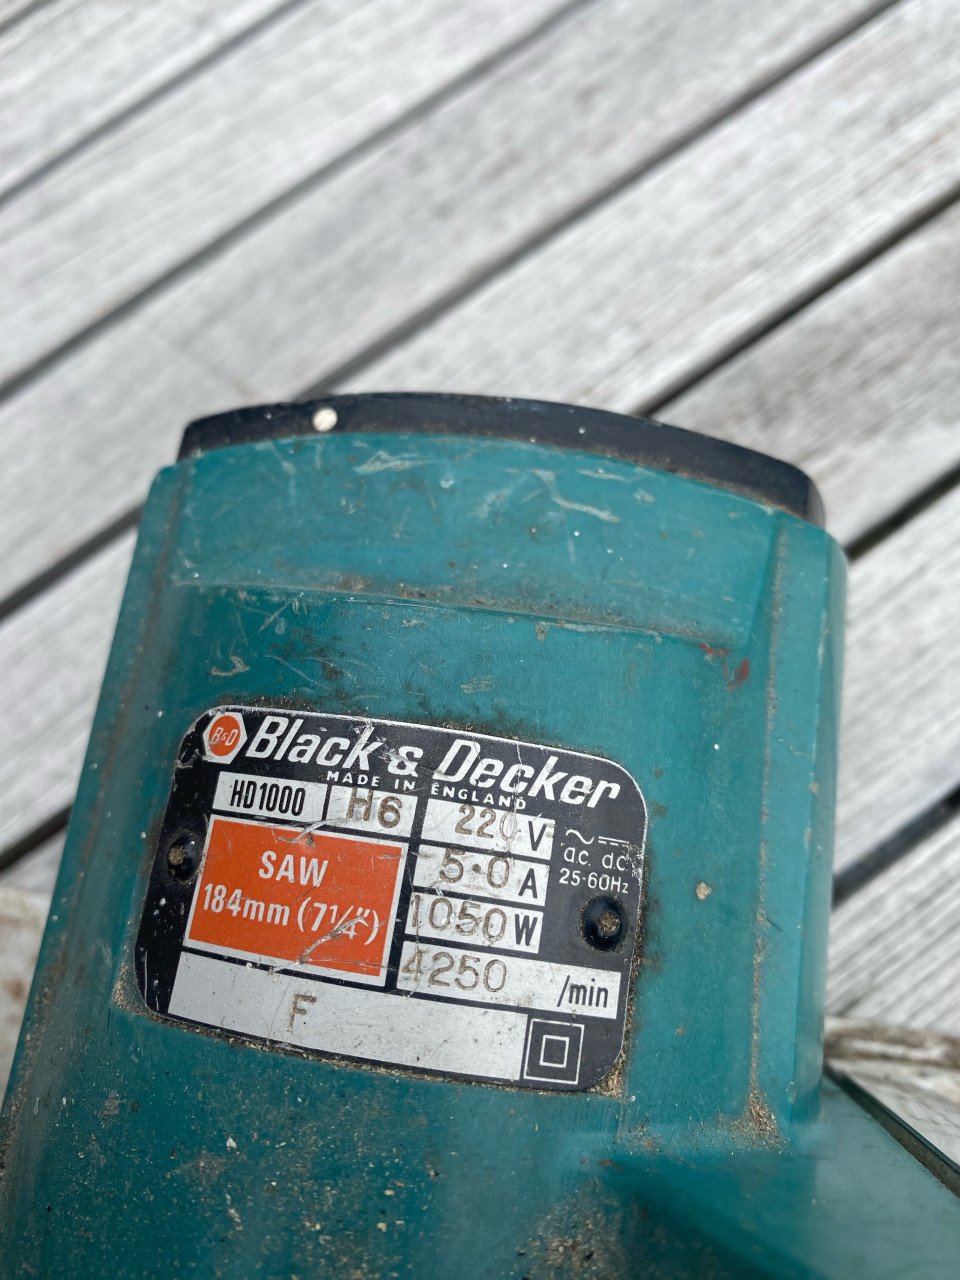 B&D Black & Decker
MADE IN ENGLAND
HD1000 H6 220 V
SAW
184mm (7¼")
5·0 A
a.c. d.c.
25-60Hz
1050 W
4250 /min
F